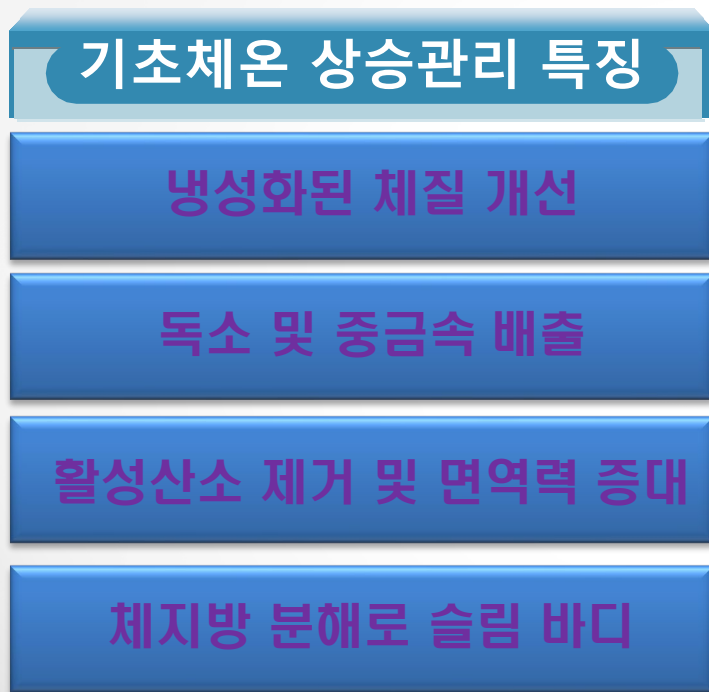 기초체온 상승관리 특징
냉성화된 체질 개선
독소 및 중금속 배출
활성산소 제거 및 면역력 증대
체지방 분해로 슬림 바디